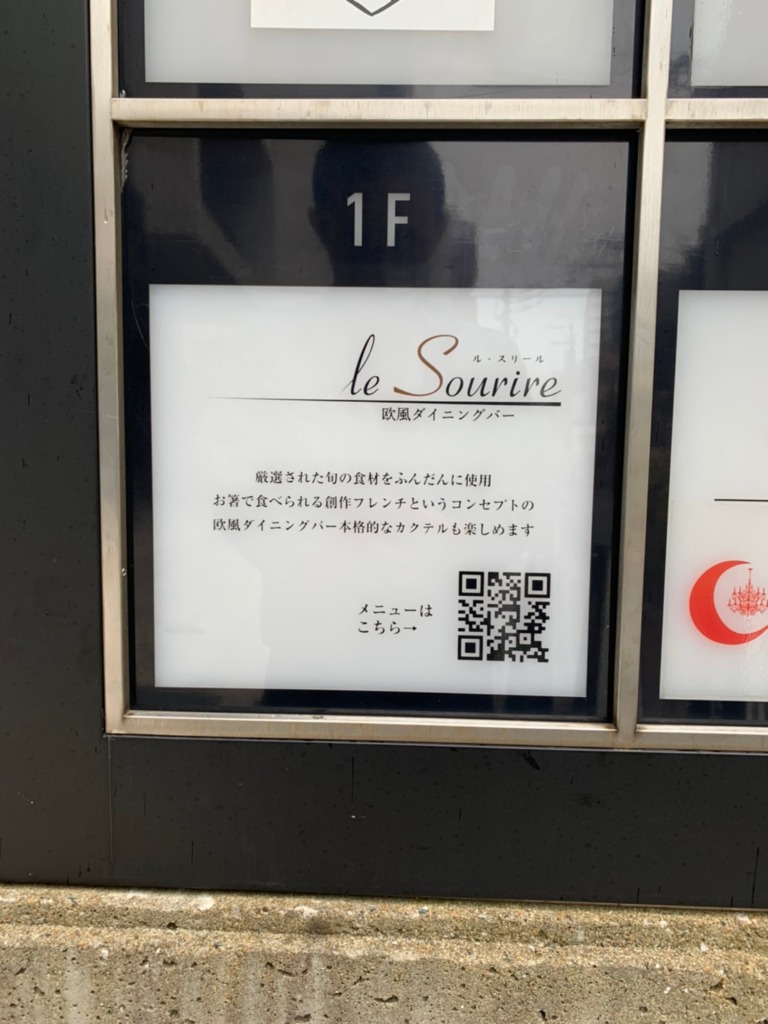 1F
ル・スリール
le Sourire
欧風ダイニングバー
厳選された旬の食材をふんだんに使用
お箸で食べられる創作フレンチというコンセプトの
欧風ダイニングバー本格的なカクテルも楽しめます
メニューは
こちら→